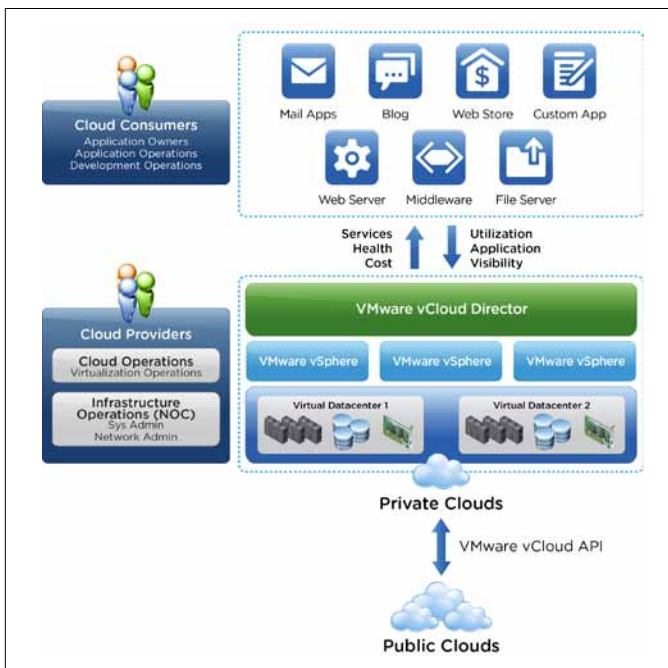 Cloud Consumers
Application Owners
Application Operations
Development Operations
Mail Apps
Blog
Web Store
Custom App
Web Server
Middleware
File Server
Services
Health
Cost
Utilization
Application
Visibility
Cloud Providers
Cloud Operations
Virtualization Operations
Infrastructure
Operations (NOC)
Sys Admin
Network Admin
VMware vCloud Director
VMware vSphere
VMware vSphere
VMware vSphere
Virtual Datacenter 1
Virtual Datacenter 2
Private Clouds
VMware vCloud API
Public Clouds